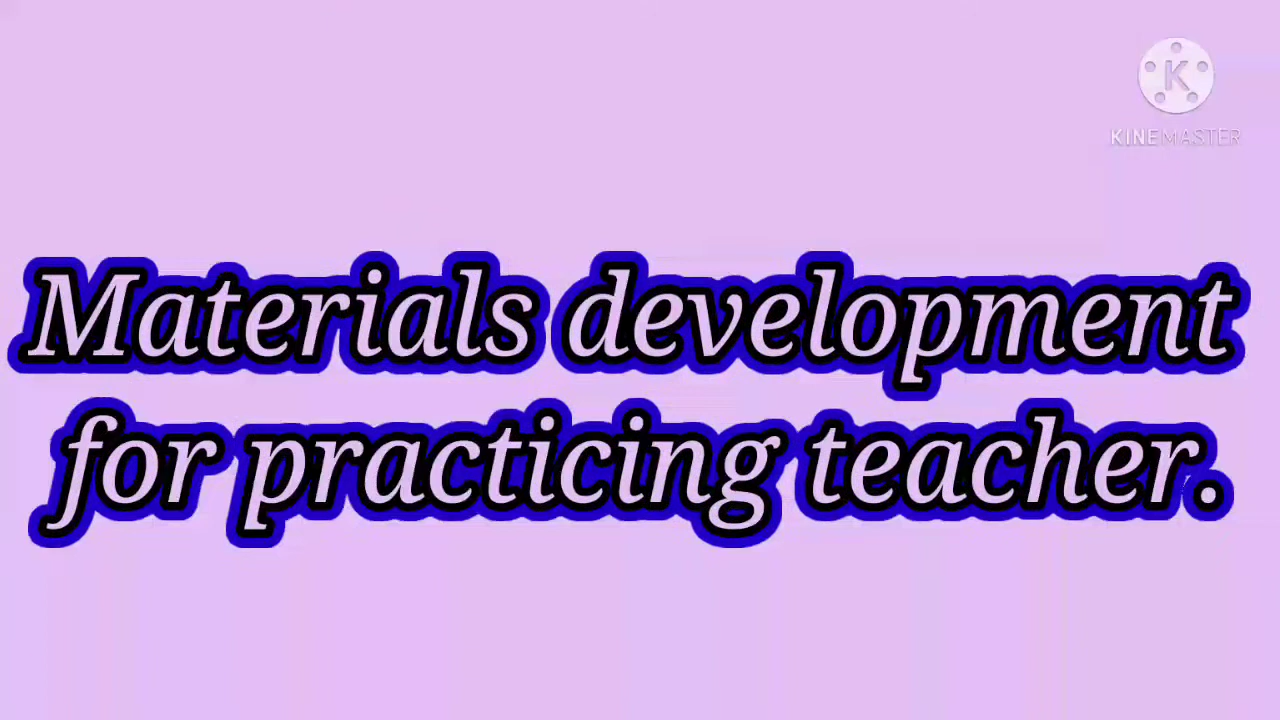 K
KINEMASTER
Materials development
for practicing teacher.